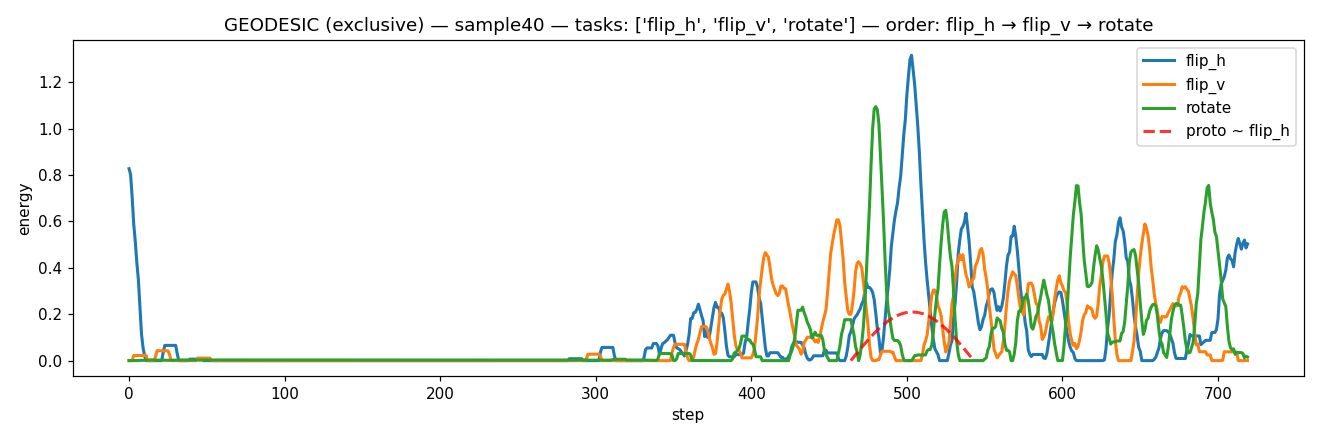 GEODESIC (exclusive) — sample40 — tasks: ['flip_h', 'flip_v', 'rotate'] — order: flip_h → flip_v → rotate
flip_h
flip_v
rotate
proto ~ flip_h
energy
1.2
1.0
0.8
0.6
0.4
0.2
0.0
0 100 200 300 400 500 600 700
step